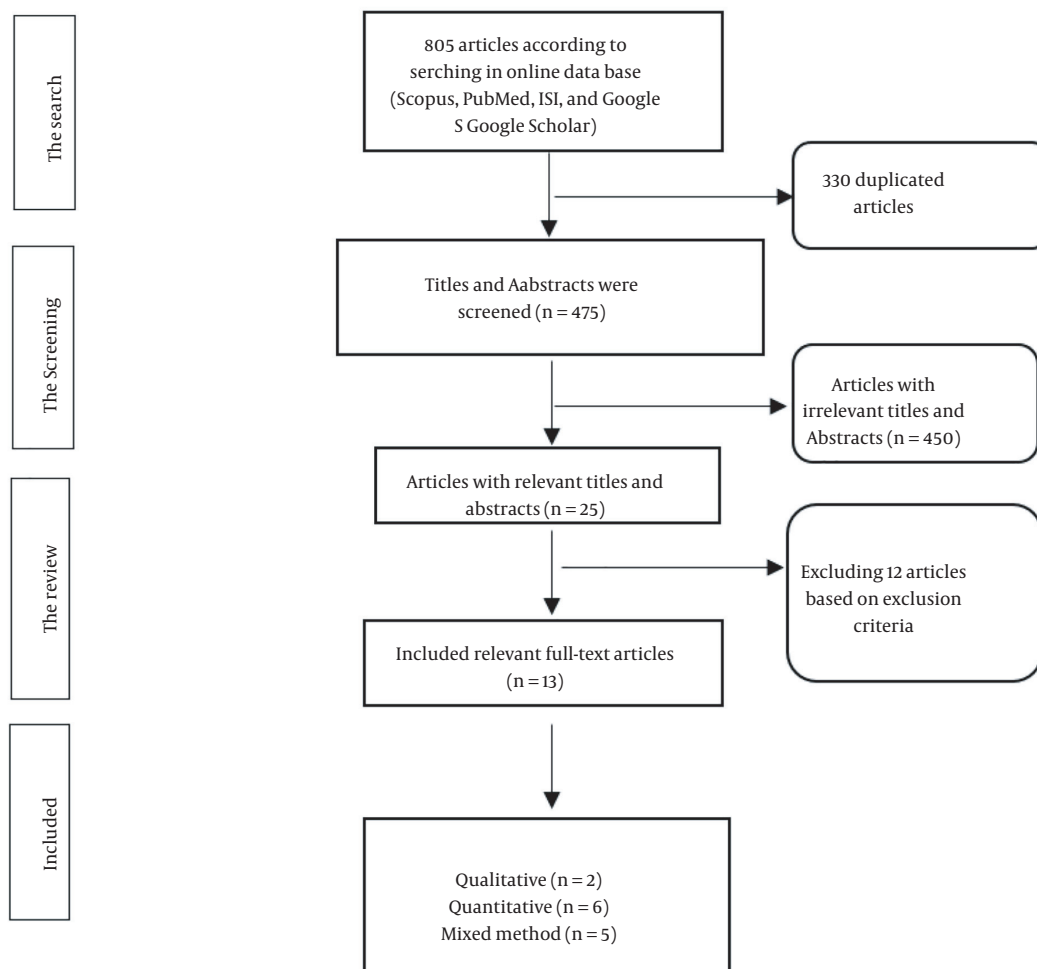 The search
805 articles according to
serching in online data base
(Scopus, PubMed, ISI, and Google
S Google Scholar)
330 duplicated
articles
The Screening
Titles and Aabstracts were
screened (n = 475)
Articles with
irrelevant titles and
Abstracts (n = 450)
Articles with relevant titles and
abstracts (n = 25)
The review
Excluding 12 articles
based on exclusion
criteria
Included relevant full-text articles
(n = 13)
Included
Qualitative (n = 2)
Quantitative (n = 6)
Mixed method (n = 5)